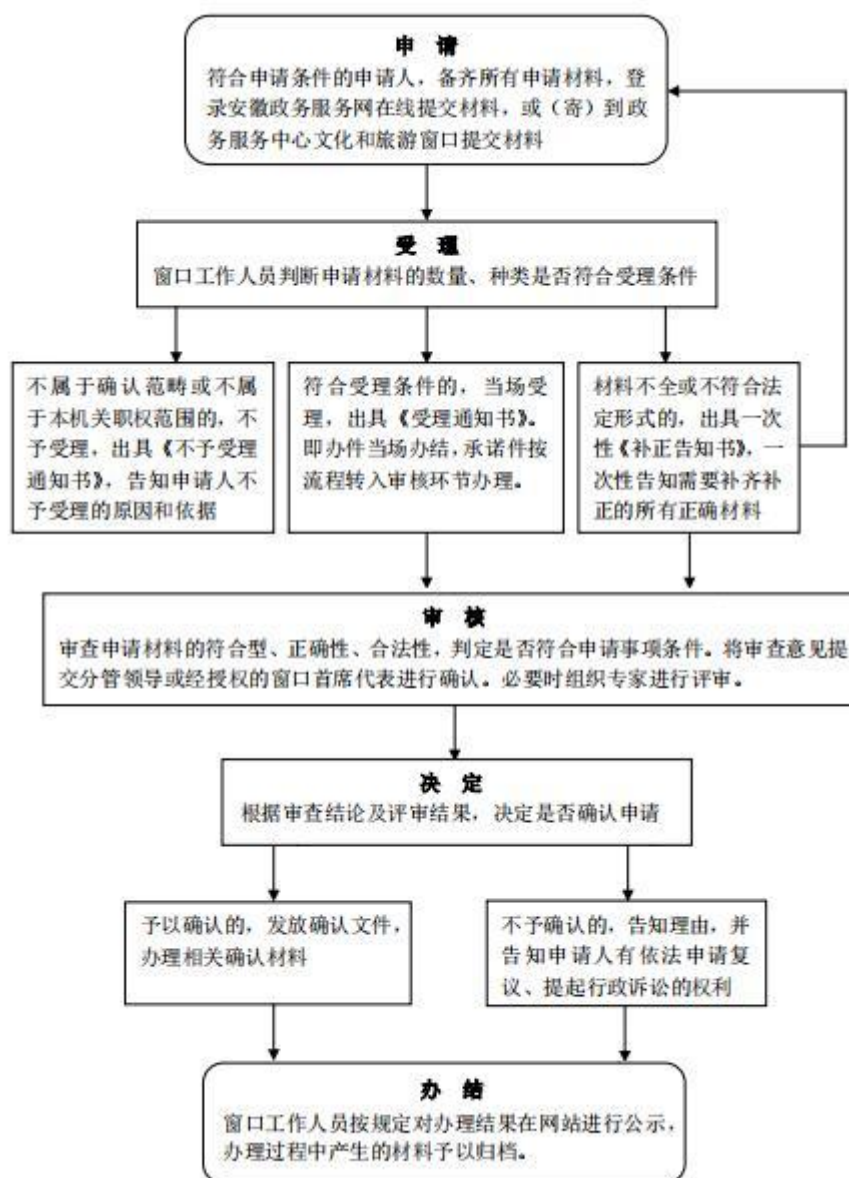 申 请
符合申请条件的申请人，备齐所有申请材料，登
录安徽政务服务网在线提交材料，或（寄）到政
务服务中心文化和旅游窗口提交材料
受 理
窗口工作人员判断申请材料的数量、种类是否符合受理条件
不属于确认范畴或不属
于本机关职权范围的，不
予受理，出具《不予受理
通知书》，告知申请人不
予受理的原因和依据
符合受理条件的，当场受
理，出具《受理通知书》。
即办件当场办结，承诺件按
流程转入审核环节办理。
材料不全或不符合法
定形式的，出具一次
性《补正告知书》，一
次性告知需要补齐补
正的所有正确材料
审 核
审查申请材料的符合型、正确性、合法性，判定是否符合申请事项条件。将审查意见提
交分管领导或经授权的窗口首席代表进行确认。必要时组织专家进行评审。
决 定
根据审查结论及评审结果，决定是否确认申请
予以确认的，发放确认文件，
办理相关确认材料
不予确认的，告知理由，并
告知申请人有依法申请复
议、提起行政诉讼的权利
办 结
窗口工作人员按规定对办理结果在网站进行公示，
办理过程中产生的材料予以归档。